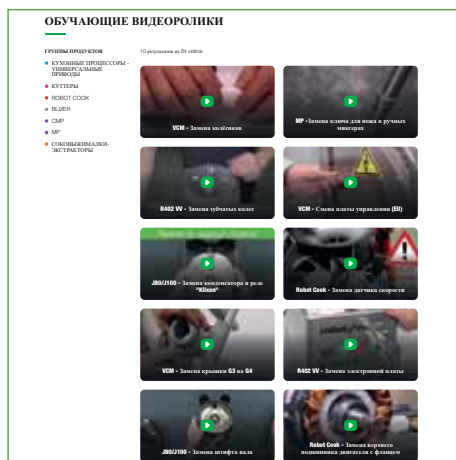 ОБУЧАЮЩИЕ ВИДЕОРОЛИКИ
ГРУППЫ ПРОДУКТОВ
КУХОННЫЕ ПРОЦЕССОРЫ -
УНИВЕРСАЛЬНЫЕ
ПРИВОДЫ
КУТТЕРЫ
ROBOT COOK
BLIXER
CMP
MP
СОКОВЫЖИМАЛКИ-
ЭКСТРАКТОРЫ
10 результатов из 64 vidéos
VCM - Замена колёсиков
MP -Замена ключа для ножа в ручных
миксерах
R402 VV - Замена зубчатых колес
VCM - Смена платы управления (EU)
J80/J100 - Замена конденсатора и реле
"Klixon"
Robot Cook - Замена датчика скорости
VCM - Замена крышки G3 на G4
R402 VV - Замена электронной платы
J80/J100 - Замена штифта вала
Robot Cook - Замена верхнего
подшипника двигателя с фланцем